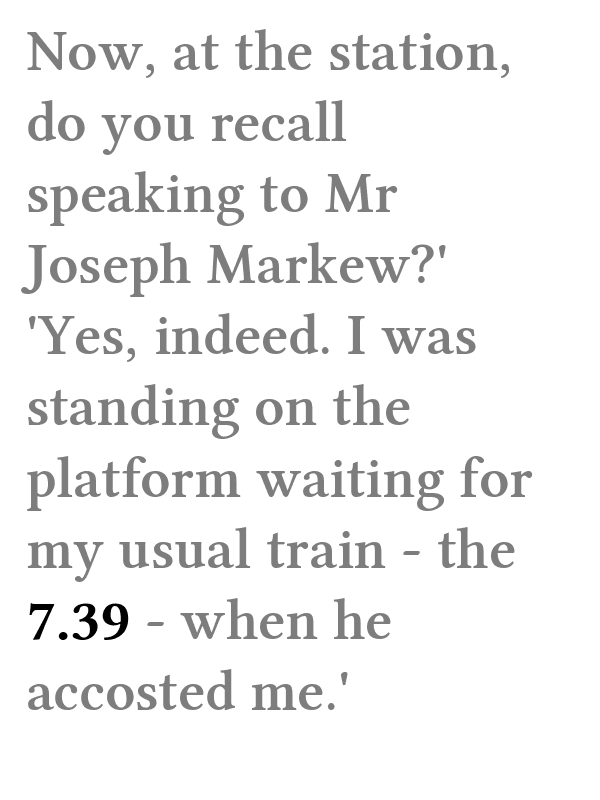 Now, at the station,
do you recall
speaking to Mr
Joseph Markew?'
'Yes, indeed. I was
standing on the
platform waiting for
my usual train - the
7.39 - when he
accosted me.'